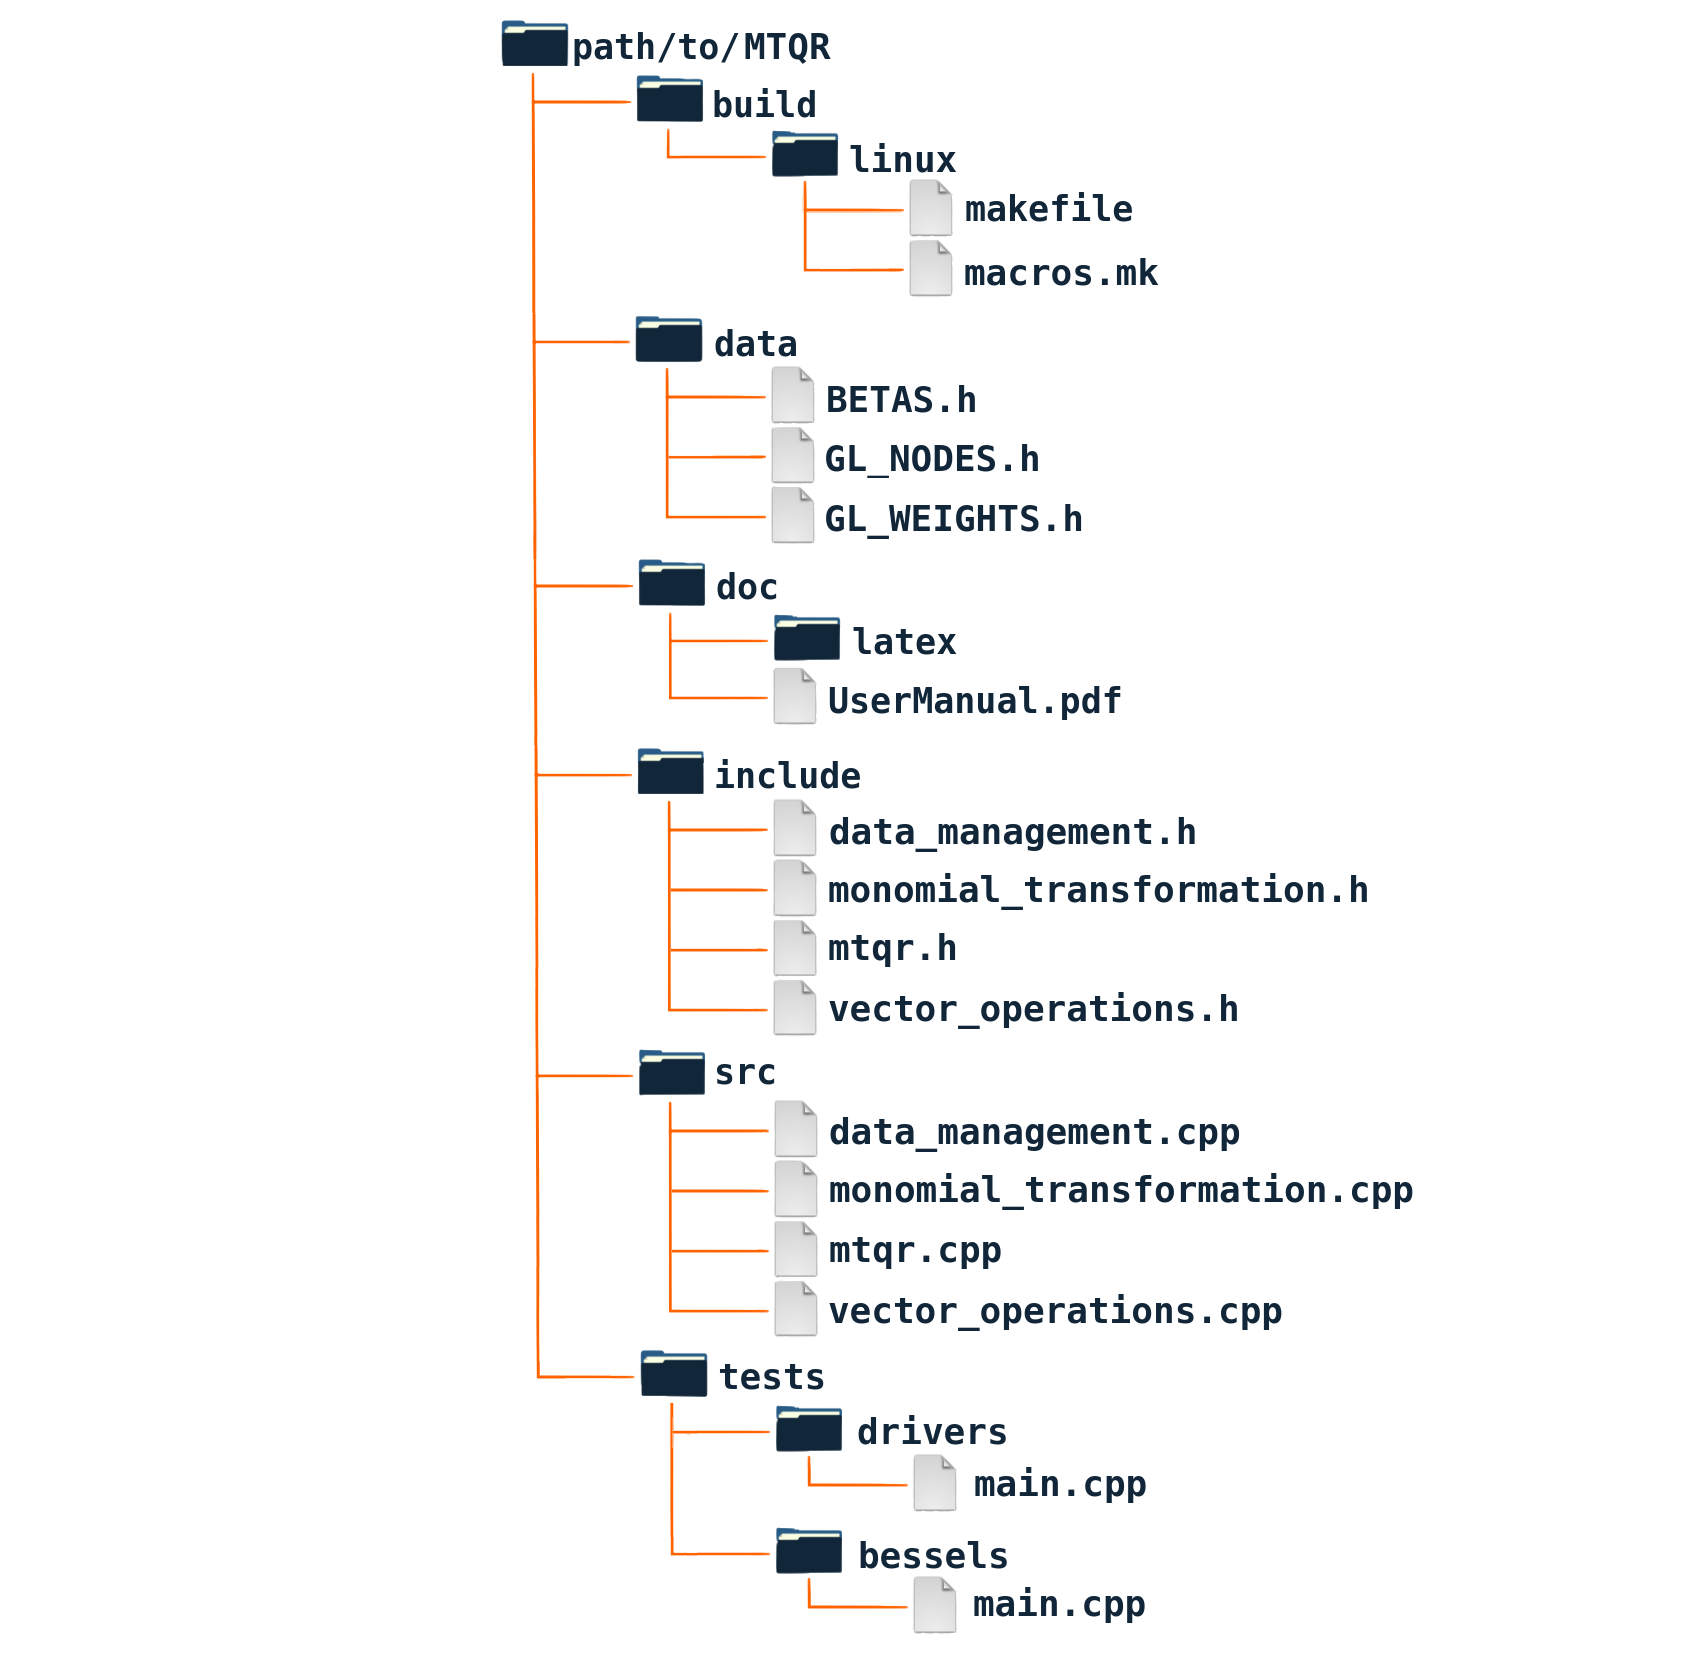 path/to/MTQR
build
linux
makefile
macros.mk
data
BETAS.h
GL_NODES.h
GL_WEIGHTS.h
doc
latex
UserManual.pdf
include
data_management.h
monomial_transformation.h
mtqr.h
vector_operations.h
src
data_management.cpp
monomial_transformation.cpp
mtqr.cpp
vector_operations.cpp
tests
drivers
main.cpp
bessels
main.cpp